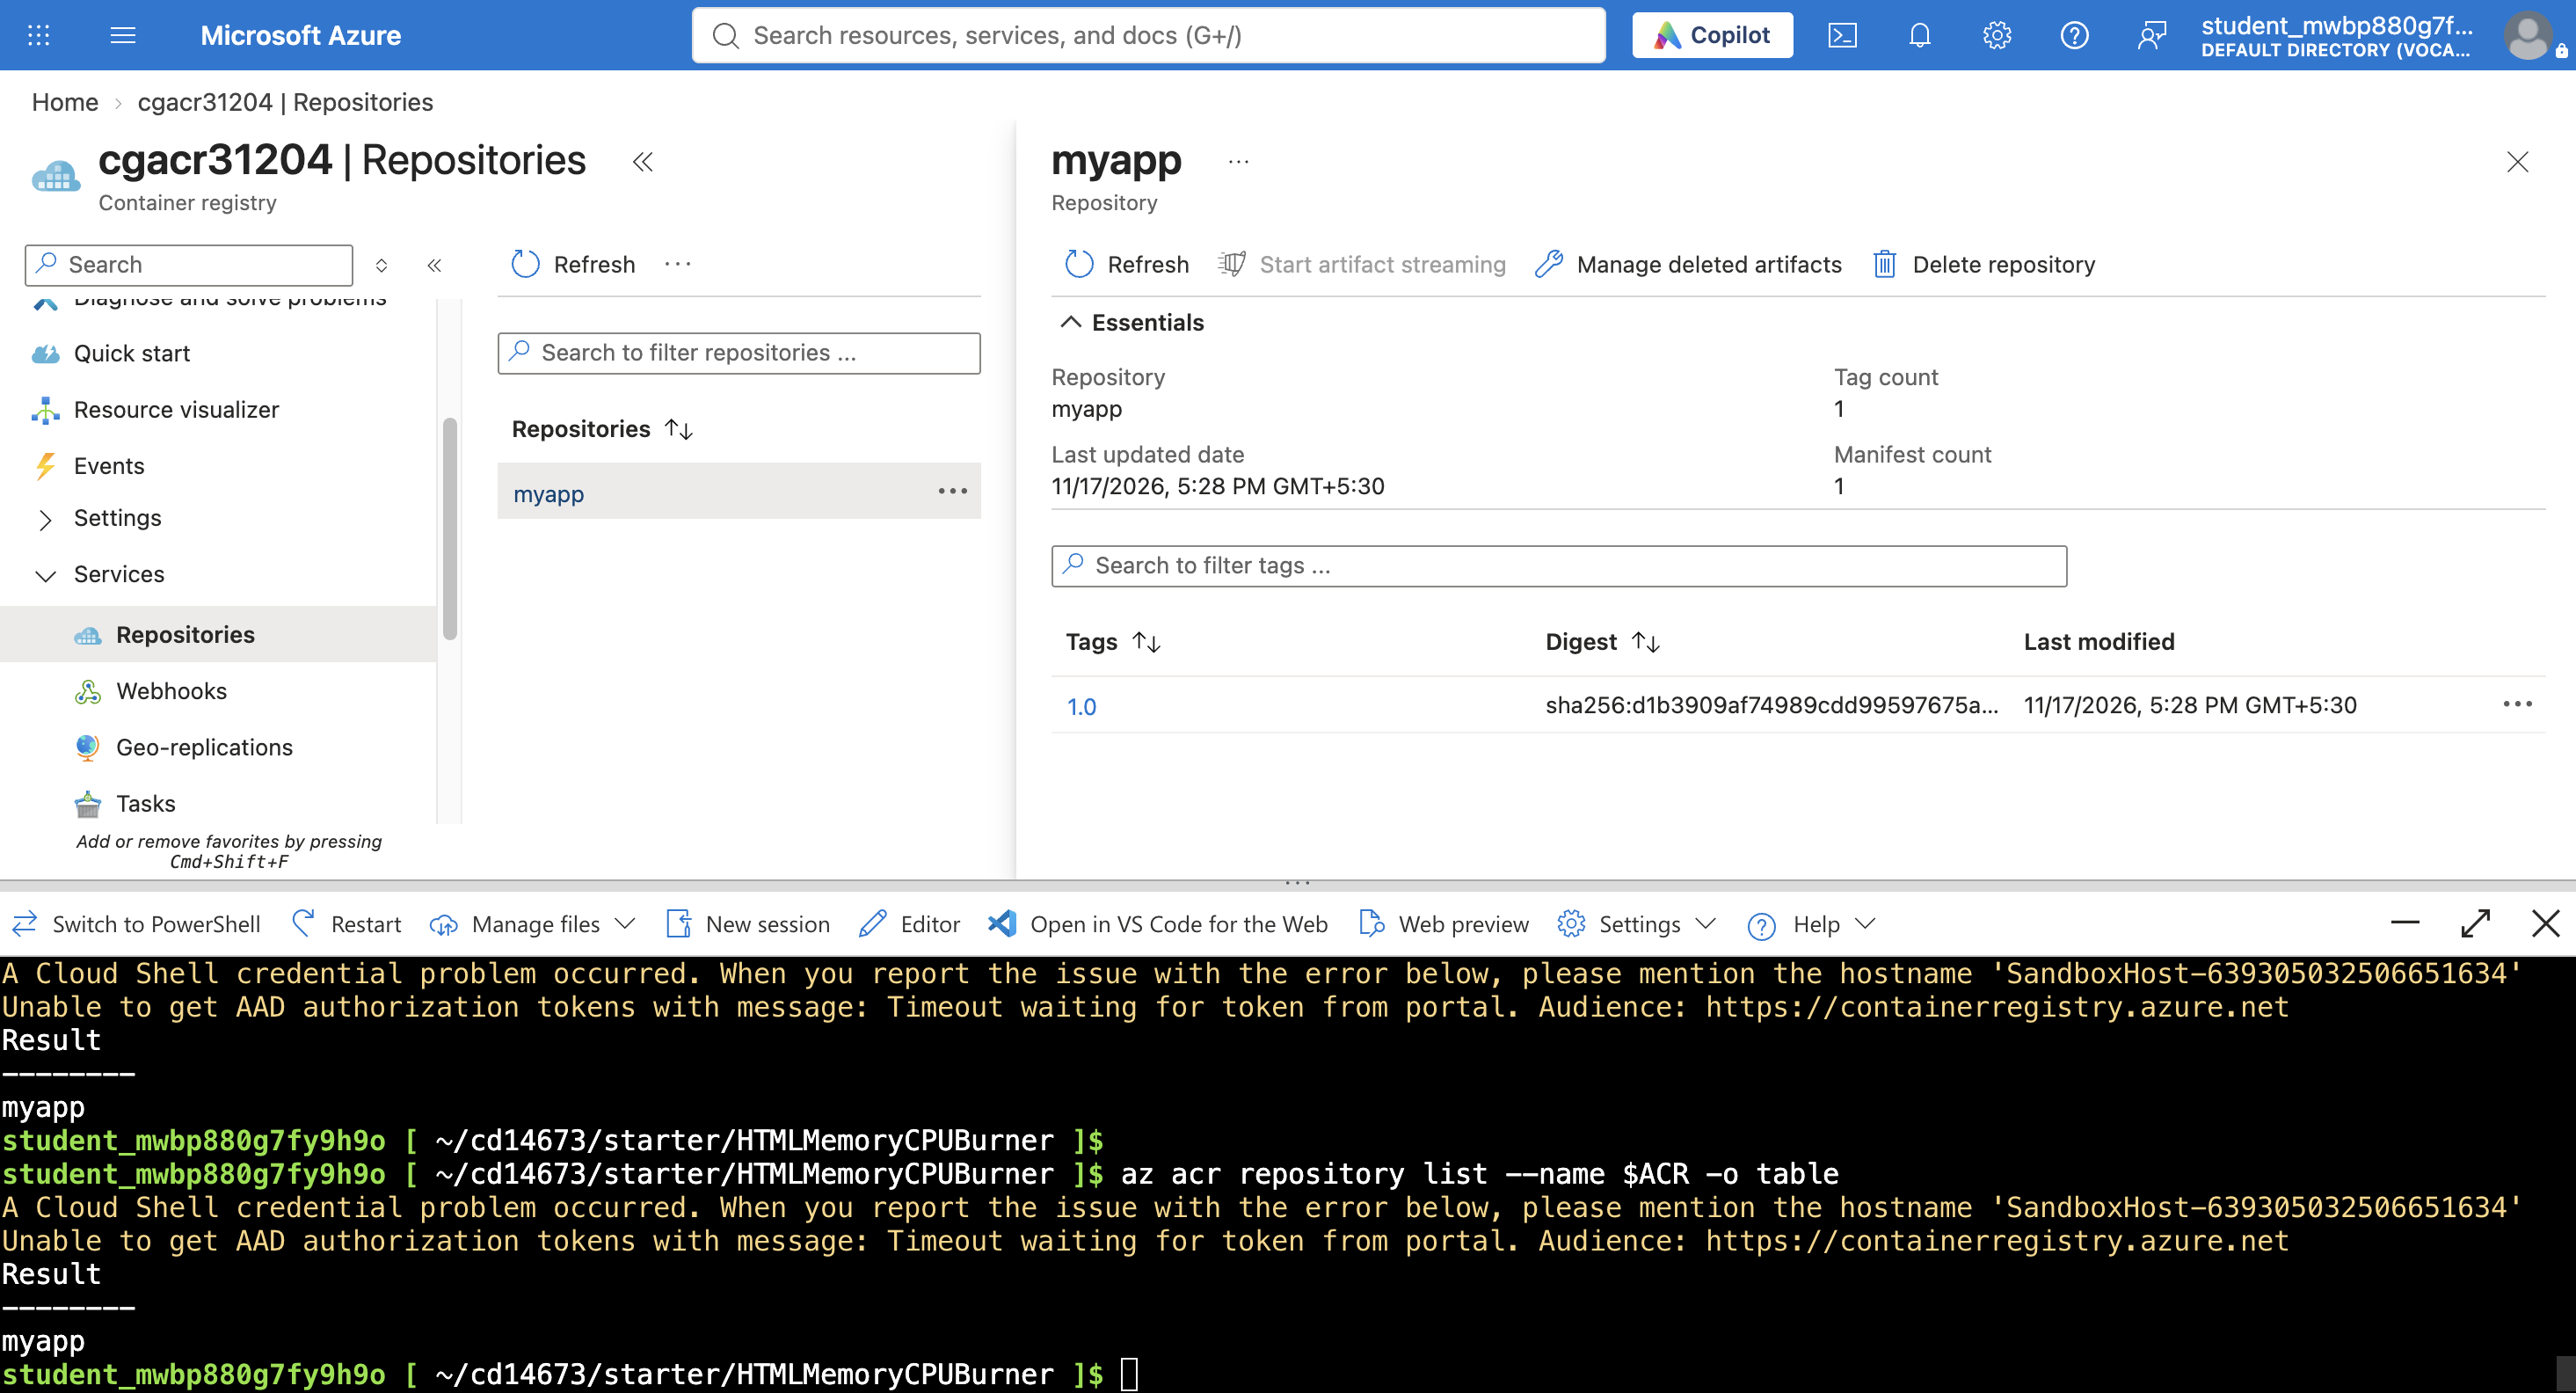 Microsoft Azure
Search resources, services, and docs (G+/)
Copilot
student_mwbp880g7f...
DEFAULT DIRECTORY (VOCA...
Home > cgacr31204 | Repositories
cgacr31204 | Repositories
Container registry
Search
Diagnose and solve problems
Quick start
Resource visualizer
Events
Settings
Services
Repositories
Webhooks
Geo-replications
Tasks
Add or remove favorites by pressing
Cmd+Shift+F
Refresh
Search to filter repositories ...
Repositories
myapp
myapp
Repository
Refresh
Start artifact streaming
Manage deleted artifacts
Delete repository
Essentials
Repository
myapp
Tag count
1
Last updated date
11/17/2026, 5:28 PM GMT+5:30
Manifest count
1
Search to filter tags ...
Tags Digest Last modified
1.0 sha256:d1b3909af74989cdd99597675a... 11/17/2026, 5:28 PM GMT+5:30
Switch to PowerShell Restart Manage files New session Editor Open in VS Code for the Web Web preview Settings Help
A Cloud Shell credential problem occurred. When you report the issue with the error below, please mention the hostname 'SandboxHost-639305032506651634'
Unable to get AAD authorization tokens with message: Timeout waiting for token from portal. Audience: https://containerregistry.azure.net
Result
--------
myapp
student_mwbp880g7fy9h9o [ ~/cd14673/starter/HTMLMemoryCPUBurner ]$
student_mwbp880g7fy9h9o [ ~/cd14673/starter/HTMLMemoryCPUBurner ]$ az acr repository list --name $ACR -o table
A Cloud Shell credential problem occurred. When you report the issue with the error below, please mention the hostname 'SandboxHost-639305032506651634'
Unable to get AAD authorization tokens with message: Timeout waiting for token from portal. Audience: https://containerregistry.azure.net
Result
--------
myapp
student_mwbp880g7fy9h9o [ ~/cd14673/starter/HTMLMemoryCPUBurner ]$